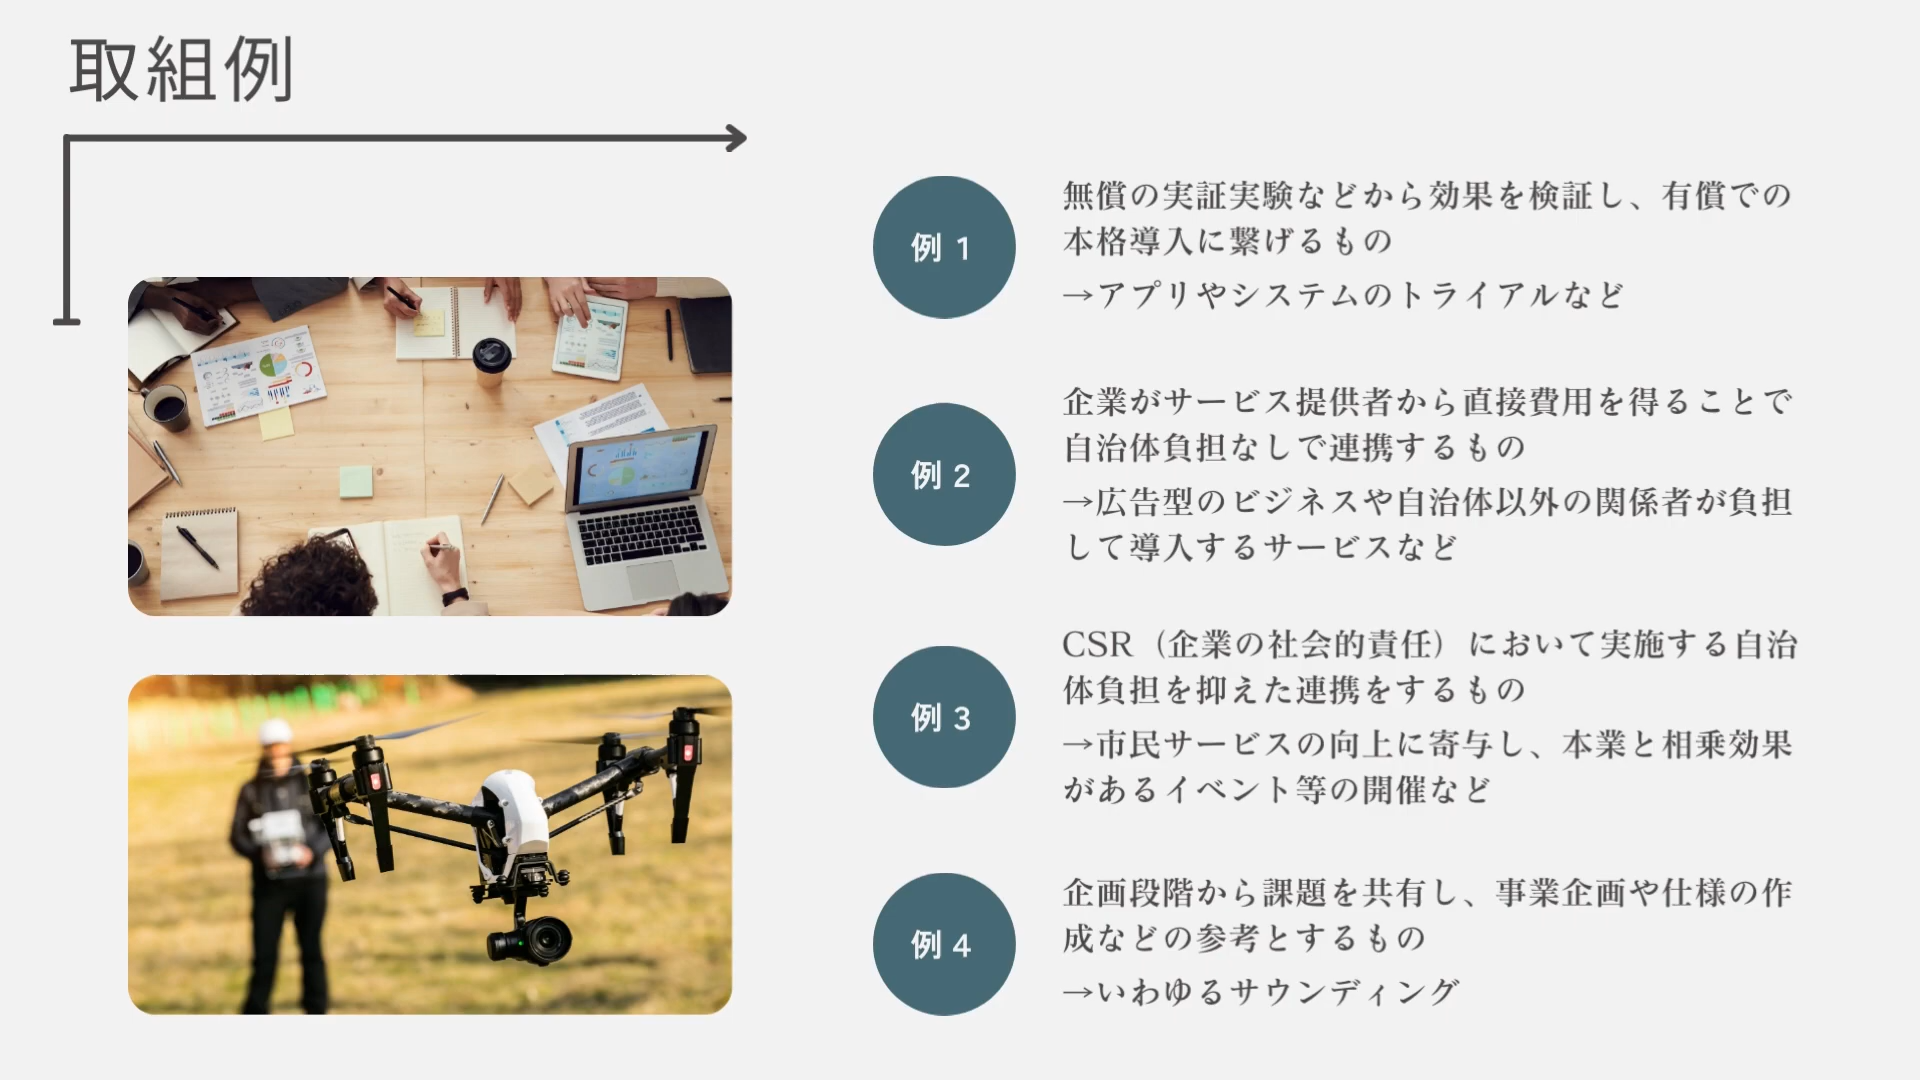 取組例
例 1
無償の実証実験などから効果を検証し、有償での
本格導入に繋げるもの
→アプリやシステムのトライアルなど
例 2
企業がサービス提供者から直接費用を得ることで
自治体負担なしで連携するもの
→広告型のビジネスや自治体以外の関係者が負担
して導入するサービスなど
例 3
CSR（企業の社会的責任）において実施する自治
体負担を抑えた連携をするもの
→市民サービスの向上に寄与し、本業と相乗効果
があるイベント等の開催など
例 4
企画段階から課題を共有し、事業企画や仕様の作
成などの参考とするもの
→いわゆるサウンディング